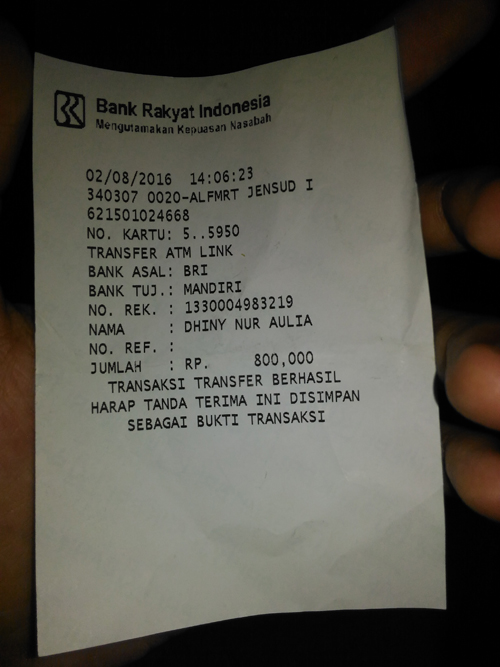 Bank Rakyat Indonesia
Mengutamakan Kepuasan Nasabah
02/08/2016 14:06:23
340307 0020-ALFMRT JENSUD I
621501024668
NO. KARTU: 5..5950
TRANSFER ATM LINK
BANK ASAL: BRI
BANK TUJ.: MANDIRI
NO. REK. : 1330004983219
NAMA : DHINY NUR AULIA
NO. REF. :
JUMLAH : RP. 800,000
TRANSAKSI TRANSFER BERHASIL
HARAP TANDA TERIMA INI DISIMPAN
SEBAGAI BUKTI TRANSAKSI